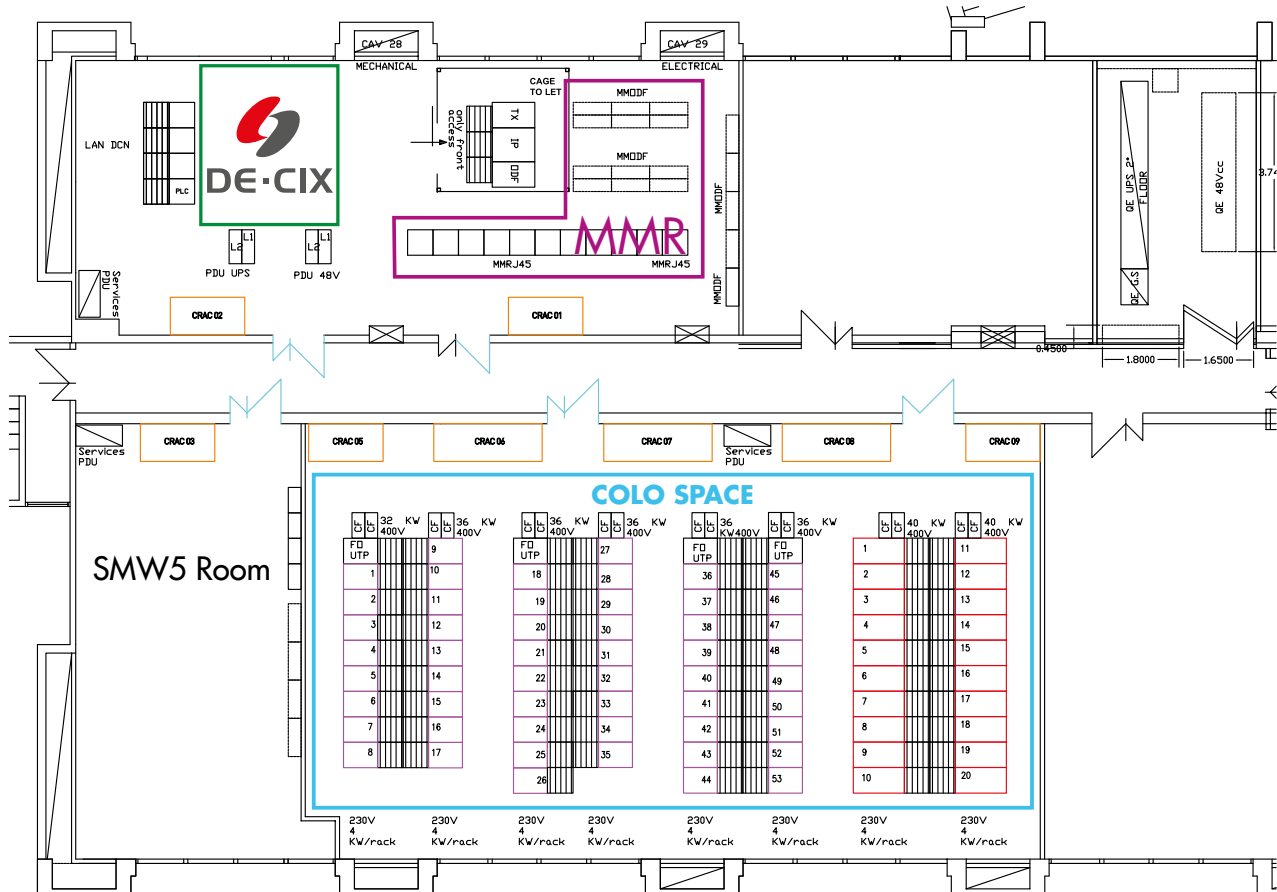 CAV 28
CAV 29
MECHANICAL
ELECTRICAL
CAGE
TO LET
MMODF
LAN DCN
PLC
DE-CIX
only front
access
TX
IP
ODF
MMODF
MMODF
MMR
MMRJ45
MMRJ45
MMODF
QE UPS 2°
FLOOR
QE G.S
QE 48Vcc
3.74
L2
L1
L2
L1
PDU UPS
PDU 48V
Services
PDU
CRAC 02
CRAC 01
0.4500
1.8000
1.6500
CRAC 03
CRAC 05
CRAC 06
CRAC 07
CRAC 08
CRAC 09
Services
PDU
Services
PDU
COLO SPACE
SMW5 Room
CF
CF
32 KW
400V
CF
CF
36 KW
400V
CF
CF
36 KW
400V
CF
CF
36 KW
400V
CF
CF
36
KW400V
CF
CF
36 KW
400V
CF
CF
40 KW
400V
CF
CF
40 KW
400V
FO
UTP
1
2
3
4
5
6
7
8
9
10
11
12
13
14
15
16
17
FO
UTP
18
19
20
21
22
23
24
25
26
27
28
29
30
31
32
33
34
35
FO
UTP
36
37
38
39
40
41
42
43
44
FO
UTP
45
46
47
48
49
50
51
52
53
1
2
3
4
5
6
7
8
9
10
11
12
13
14
15
16
17
18
19
20
230V
4
KW/rack
230V
4
KW/rack
230V
4
KW/rack
230V
4
KW/rack
230V
4
KW/rack
230V
4
KW/rack
230V
4
KW/rack
230V
4
KW/rack